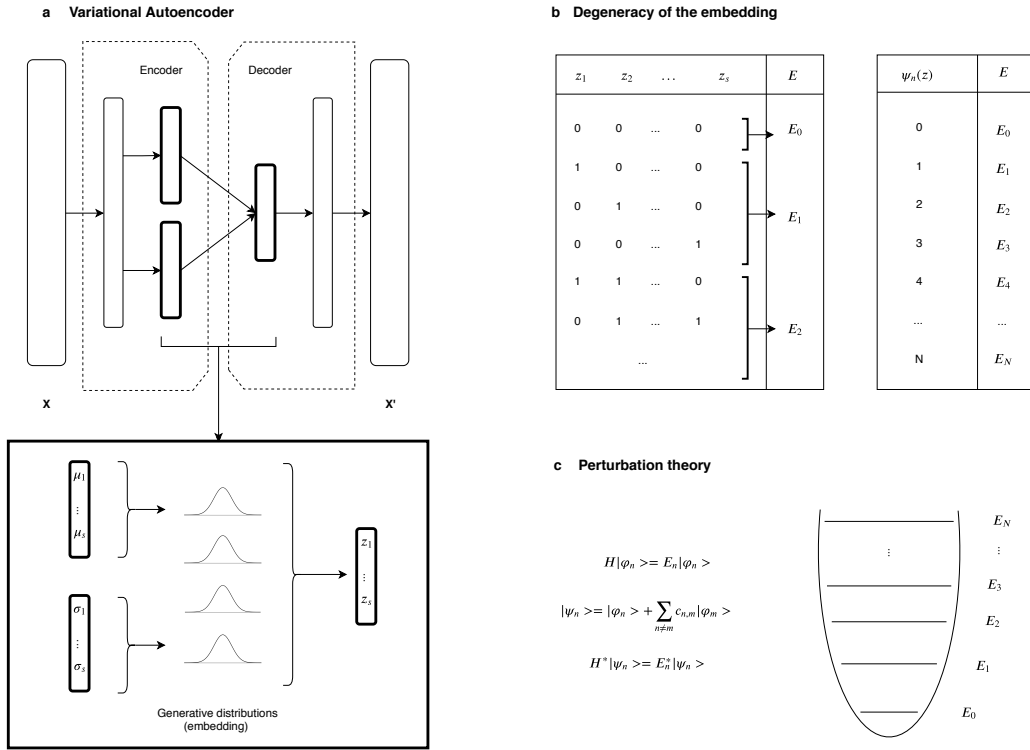 a Variational Autoencoder
Encoder
Decoder
X
X'
μ₁
⋮
μₛ
σ₁
⋮
σₛ
z₁
⋮
zₛ
Generative distributions
(embedding)
b Degeneracy of the embedding
z₁ z₂ … zₛ E
0 0 ... 0 E₀
1 0 ... 0
0 1 ... 0 E₁
0 0 ... 1
1 1 ... 0
0 1 ... 1 E₂
...
ψₙ(z) E
0 E₀
1 E₁
2 E₂
3 E₃
4 E₄
... ...
N E_N
c Perturbation theory
H|φₙ >= Eₙ|φₙ >
|ψₙ >= |φₙ > + ∑ₙ≠ₘ cₙ,ₘ|φₘ >
H*|ψₙ >= Eₙ*|ψₙ >
E_N
⋮ ⋮
E₃
E₂
E₁
E₀